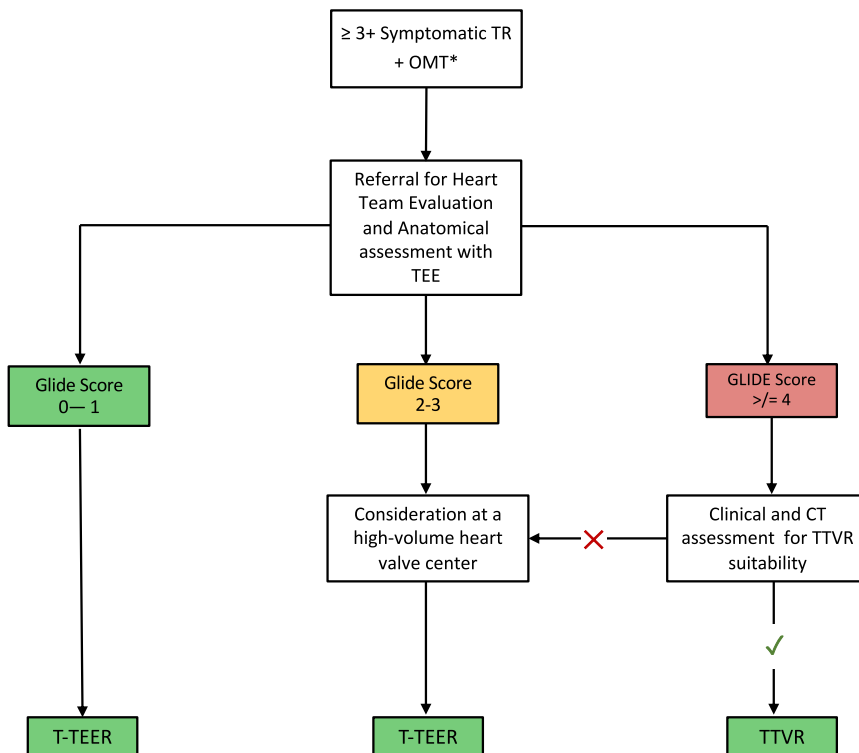 ≥ 3+ Symptomatic TR
+ OMT*
Referral for Heart
Team Evaluation
and Anatomical
assessment with
TEE
Glide Score
0— 1
Glide Score
2-3
GLIDE Score
>/= 4
Consideration at a
high-volume heart
valve center
Clinical and CT
assessment for TTVR
suitability
T-TEER
T-TEER
TTVR